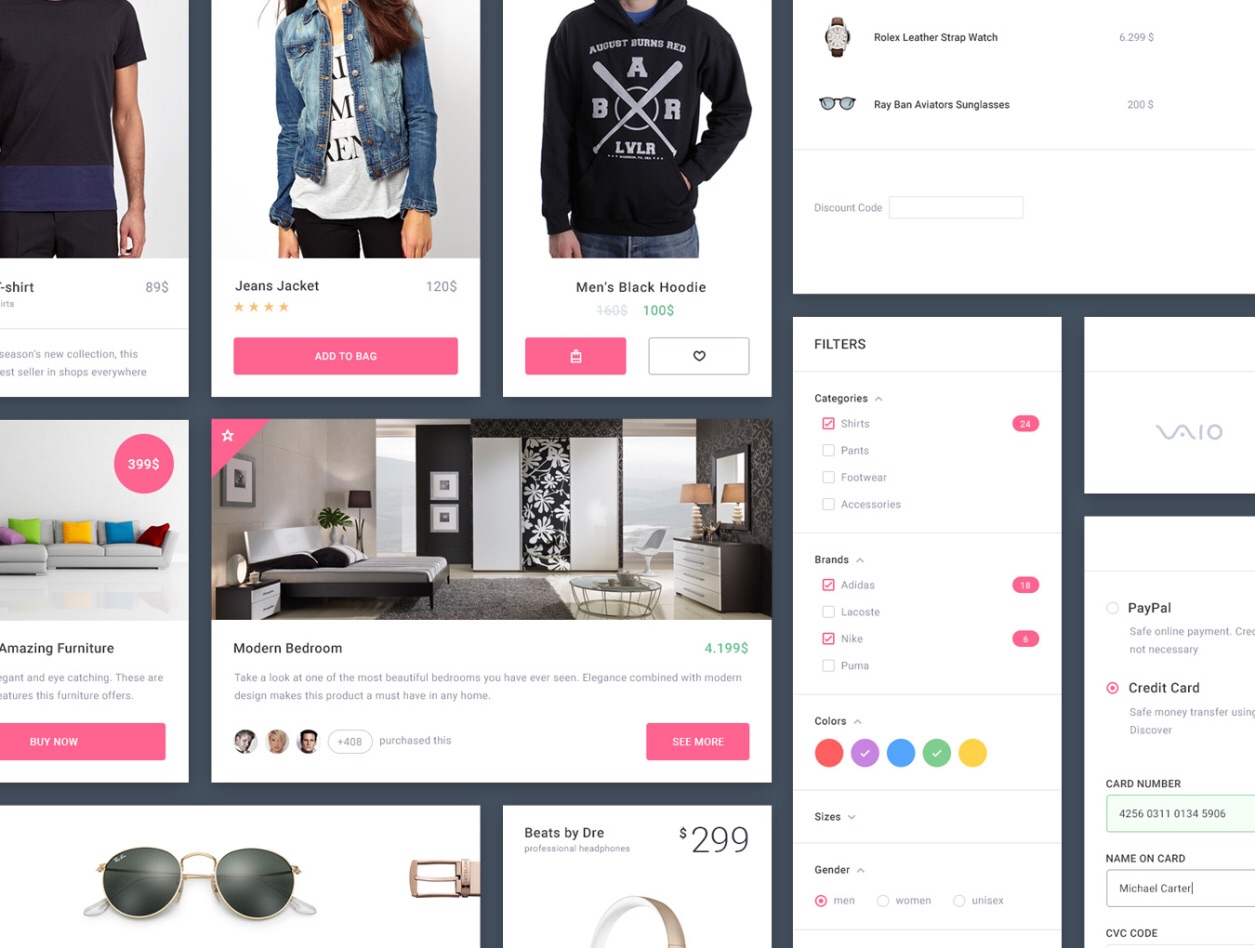 T-shirt
89$
irts
season's new collection, this
est seller in shops everywhere
Jeans Jacket
120$
ADD TO BAG
AUGUST BURNS RED
A
B R
LVLR
Men's Black Hoodie
160$ 100$
Rolex Leather Strap Watch
6.299 $
Ray Ban Aviators Sunglasses
200 $
Discount Code
399$
Amazing Furniture
egant and eye catching. These are
eatures this furniture offers.
BUY NOW
Modern Bedroom
4.199$
Take a look at one of the most beautiful bedrooms you have ever seen. Elegance combined with modern
design makes this product a must have in any home.
+408 purchased this
SEE MORE
Ray-Ban
Beats by Dre
professional headphones
$ 299
FILTERS
Categories
Shirts
24
Pants
Footwear
Accessories
Brands
Adidas
18
Lacoste
Nike
6
Puma
Colors
Sizes
Gender
men
women
unisex
VAIO
PayPal
Safe online payment. Cred
not necessary
Credit Card
Safe money transfer using
Discover
CARD NUMBER
4256 0311 0134 5906
NAME ON CARD
Michael Carter
CVC CODE